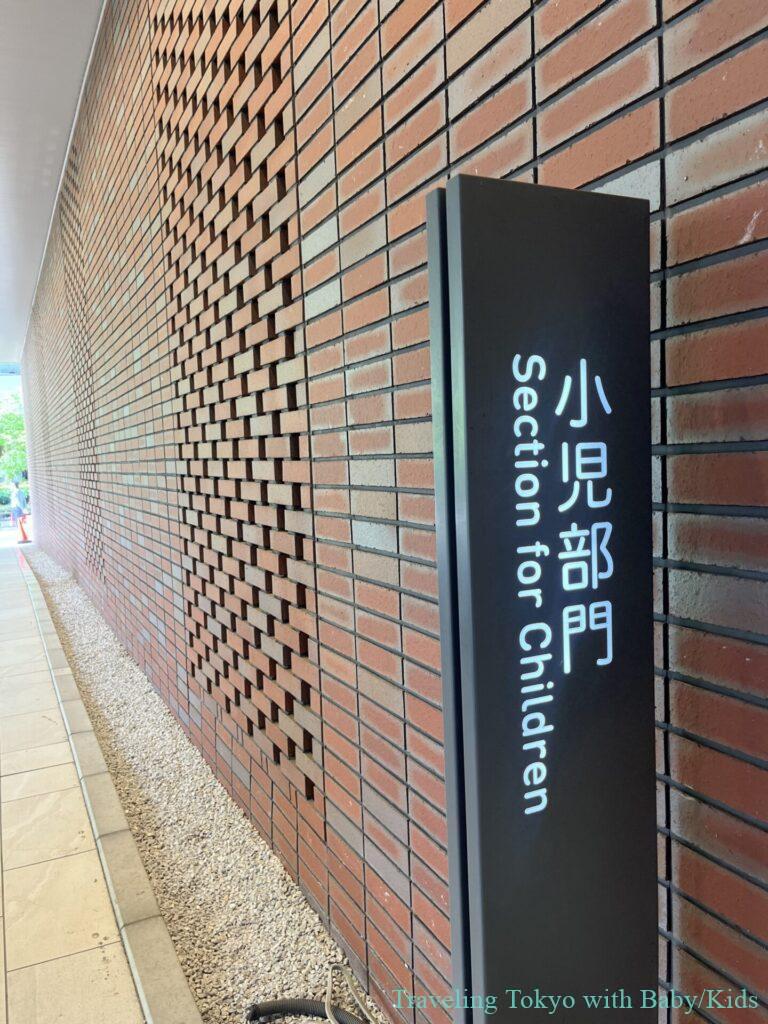 小児部門
Section for Children
Traveling Tokyo with Baby/Kids